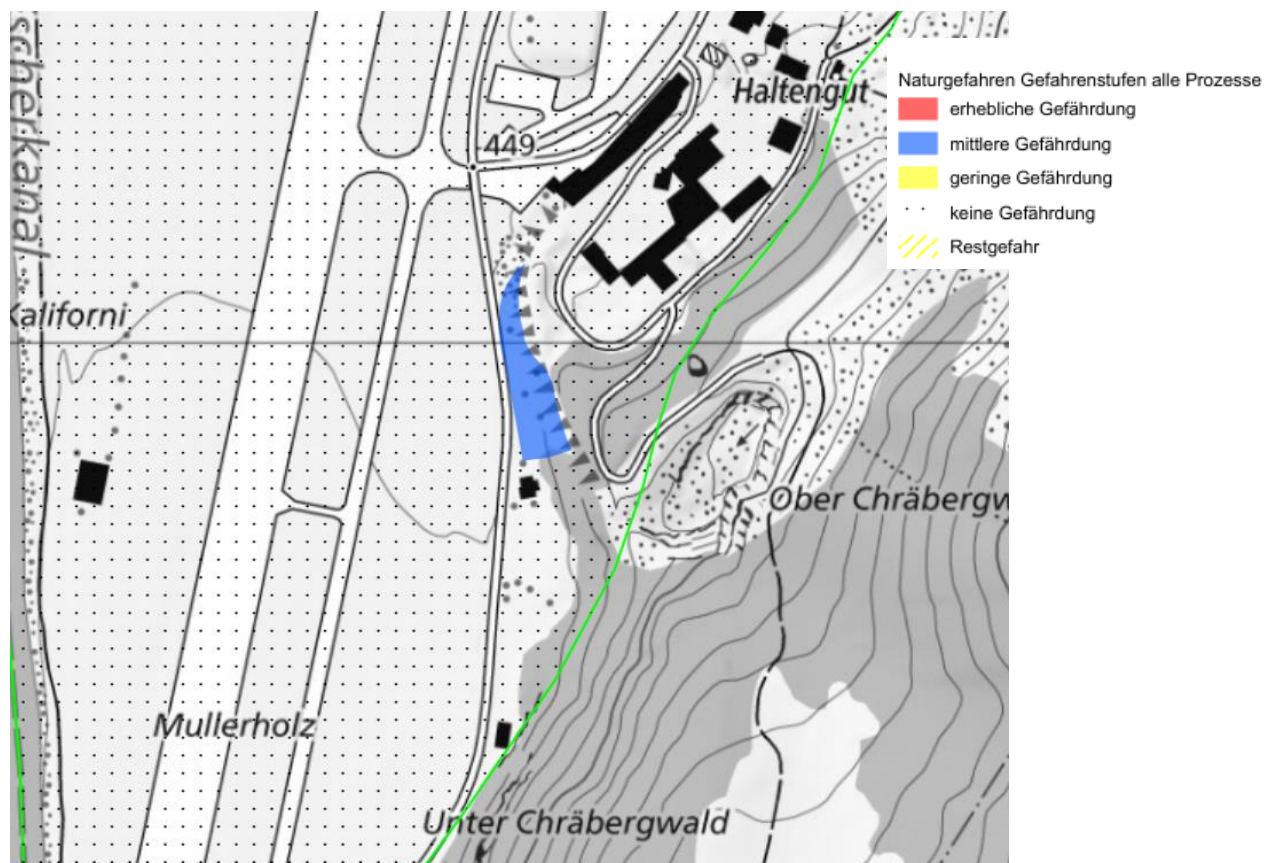 Haltengut
449
Kaliforni
Ober Chräbergw
Mullerholz
Unter Chräbergwald
Naturgefahren Gefahrenstufen alle Prozesse
erhebliche Gefährdung
mittlere Gefährdung
geringe Gefährdung
keine Gefährdung
Restgefahr
scherkanal